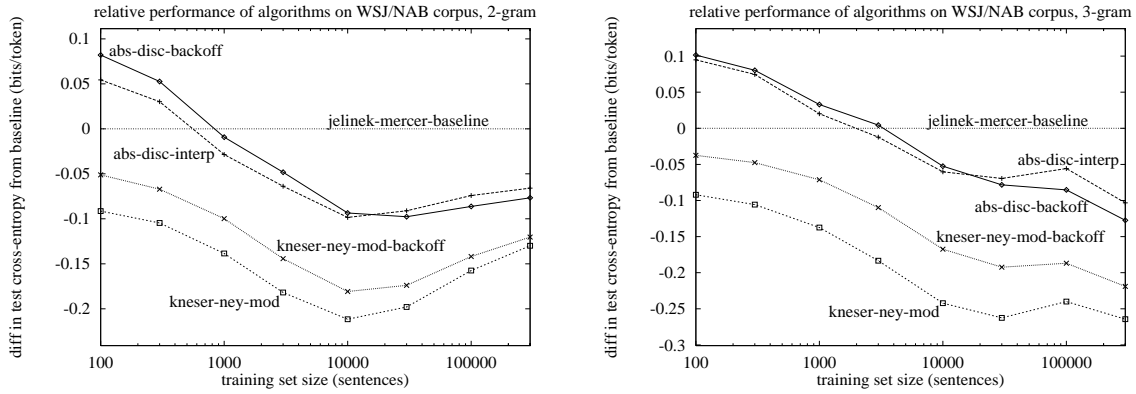 relative performance of algorithms on WSJ/NAB corpus, 2-gram
diff in test cross-entropy from baseline (bits/token)
0.1
0.05
0
-0.05
-0.1
-0.15
-0.2
abs-disc-backoff
jelinek-mercer-baseline
abs-disc-interp
kneser-ney-mod-backoff
kneser-ney-mod
100
1000
10000
100000
training set size (sentences)
relative performance of algorithms on WSJ/NAB corpus, 3-gram
diff in test cross-entropy from baseline (bits/token)
0.1
0.05
0
-0.05
-0.1
-0.15
-0.2
-0.25
-0.3
jelinek-mercer-baseline
abs-disc-interp
abs-disc-backoff
kneser-ney-mod-backoff
kneser-ney-mod
100
1000
10000
100000
training set size (sentences)